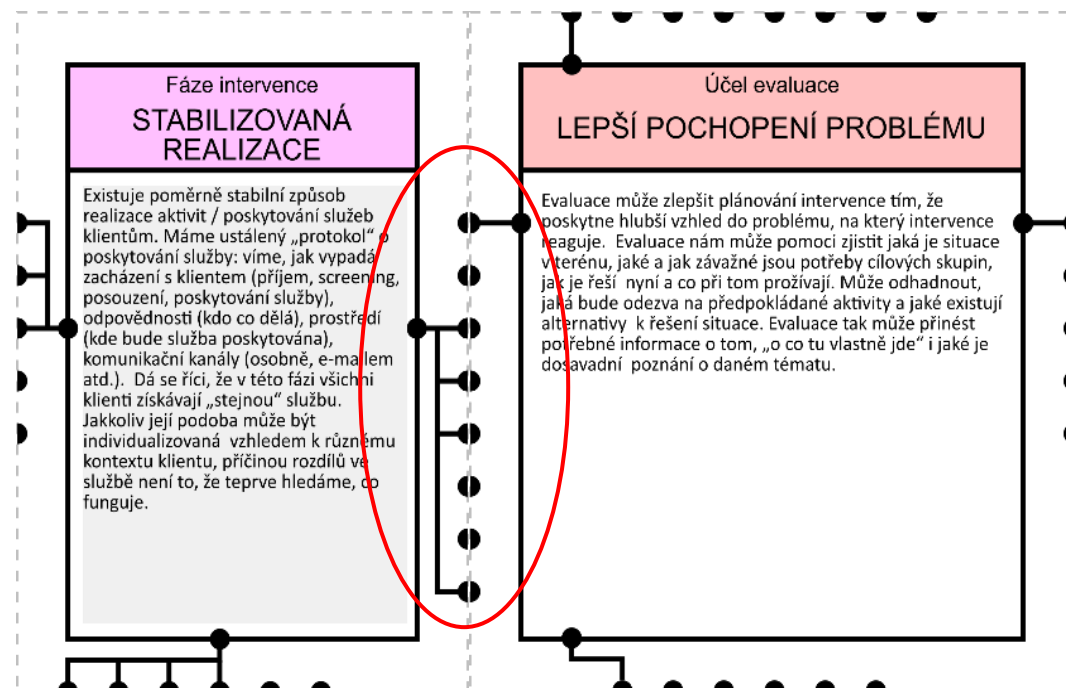 Fáze intervence
STABILIZOVANÁ
REALIZACE
Existuje poměrně stabilní způsob
realizace aktivit / poskytování služeb
klientům. Máme ustálený „protokol“ o
poskytování služby: víme, jak vypadá
zacházení s klientem (příjem, screening,
posouzení, poskytování služby),
odpovědnosti (kdo co dělá), prostředí
(kde bude služba poskytována),
komunikační kanály (osobně, e-mailem
atd.). Dá se říci, že v této fázi všichni
klienti získávají „stejnou“ službu.
Jakkoliv její podoba může být
individualizovaná vzhledem k různému
kontextu klientu, příčinou rozdílů ve
službě není to, že teprve hledáme, co
funguje.
Účel evaluace
LEPŠÍ POCHOPENÍ PROBLÉMU
Evaluace může zlepšit plánování intervence tím, že
poskytne hlubší vzhled do problému, na který intervence
reaguje. Evaluace nám může pomoci zjistit jaká je situace
v terénu, jaké a jak závažné jsou potřeby cílových skupin,
jak je řeší nyní a co při tom prožívají. Může odhadnout,
jaká bude odezva na předpokládané aktivity a jaké existují
alternativy k řešení situace. Evaluace tak může přinést
potřebné informace o tom, „o co tu vlastně jde“ i jaké je
dosavadní poznání o daném tématu.